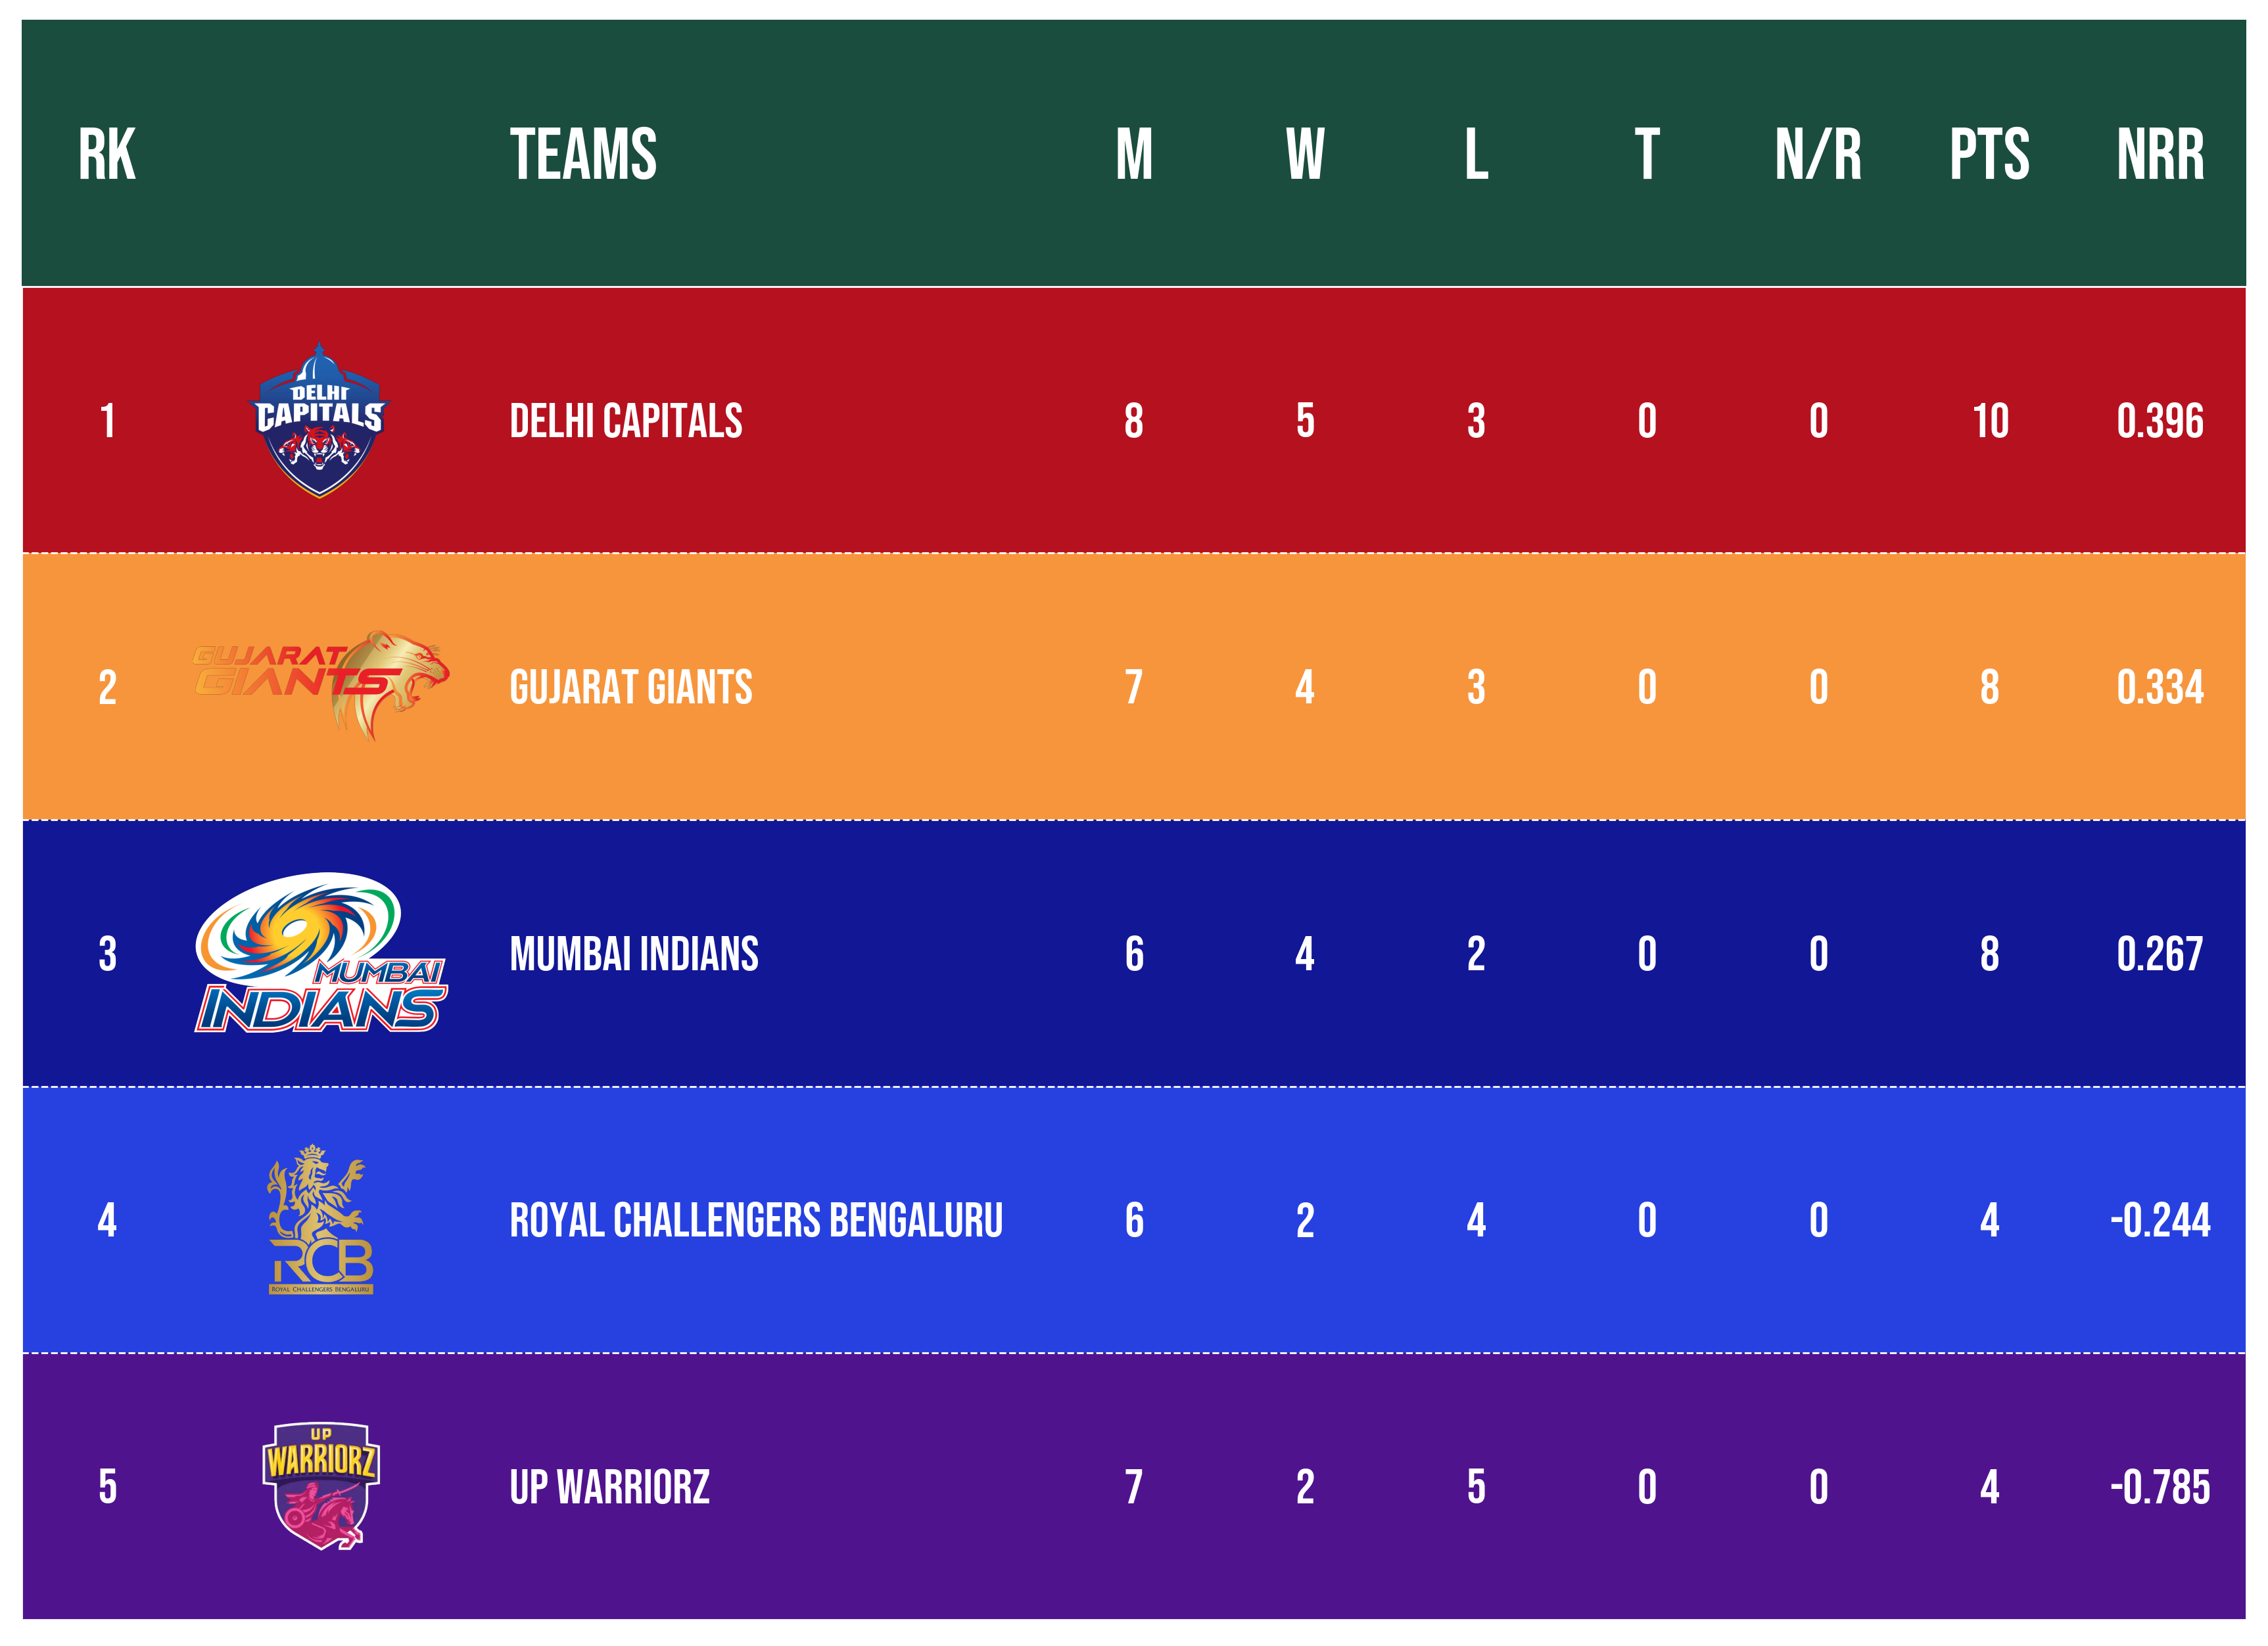 RK TEAMS M W L T N/R PTS NRR
1 DELHI CAPITALS DELHI CAPITALS 8 5 3 0 0 10 0.396
2 GUJARAT GIANTS GUJARAT GIANTS 7 4 3 0 0 8 0.334
3 MUMBAI INDIANS MUMBAI INDIANS 6 4 2 0 0 8 0.267
4 RCB ROYAL CHALLENGERS BENGALURU ROYAL CHALLENGERS BENGALURU 6 2 4 0 0 4 -0.244
5 UP WARRIORZ UP WARRIORZ 7 2 5 0 0 4 -0.785